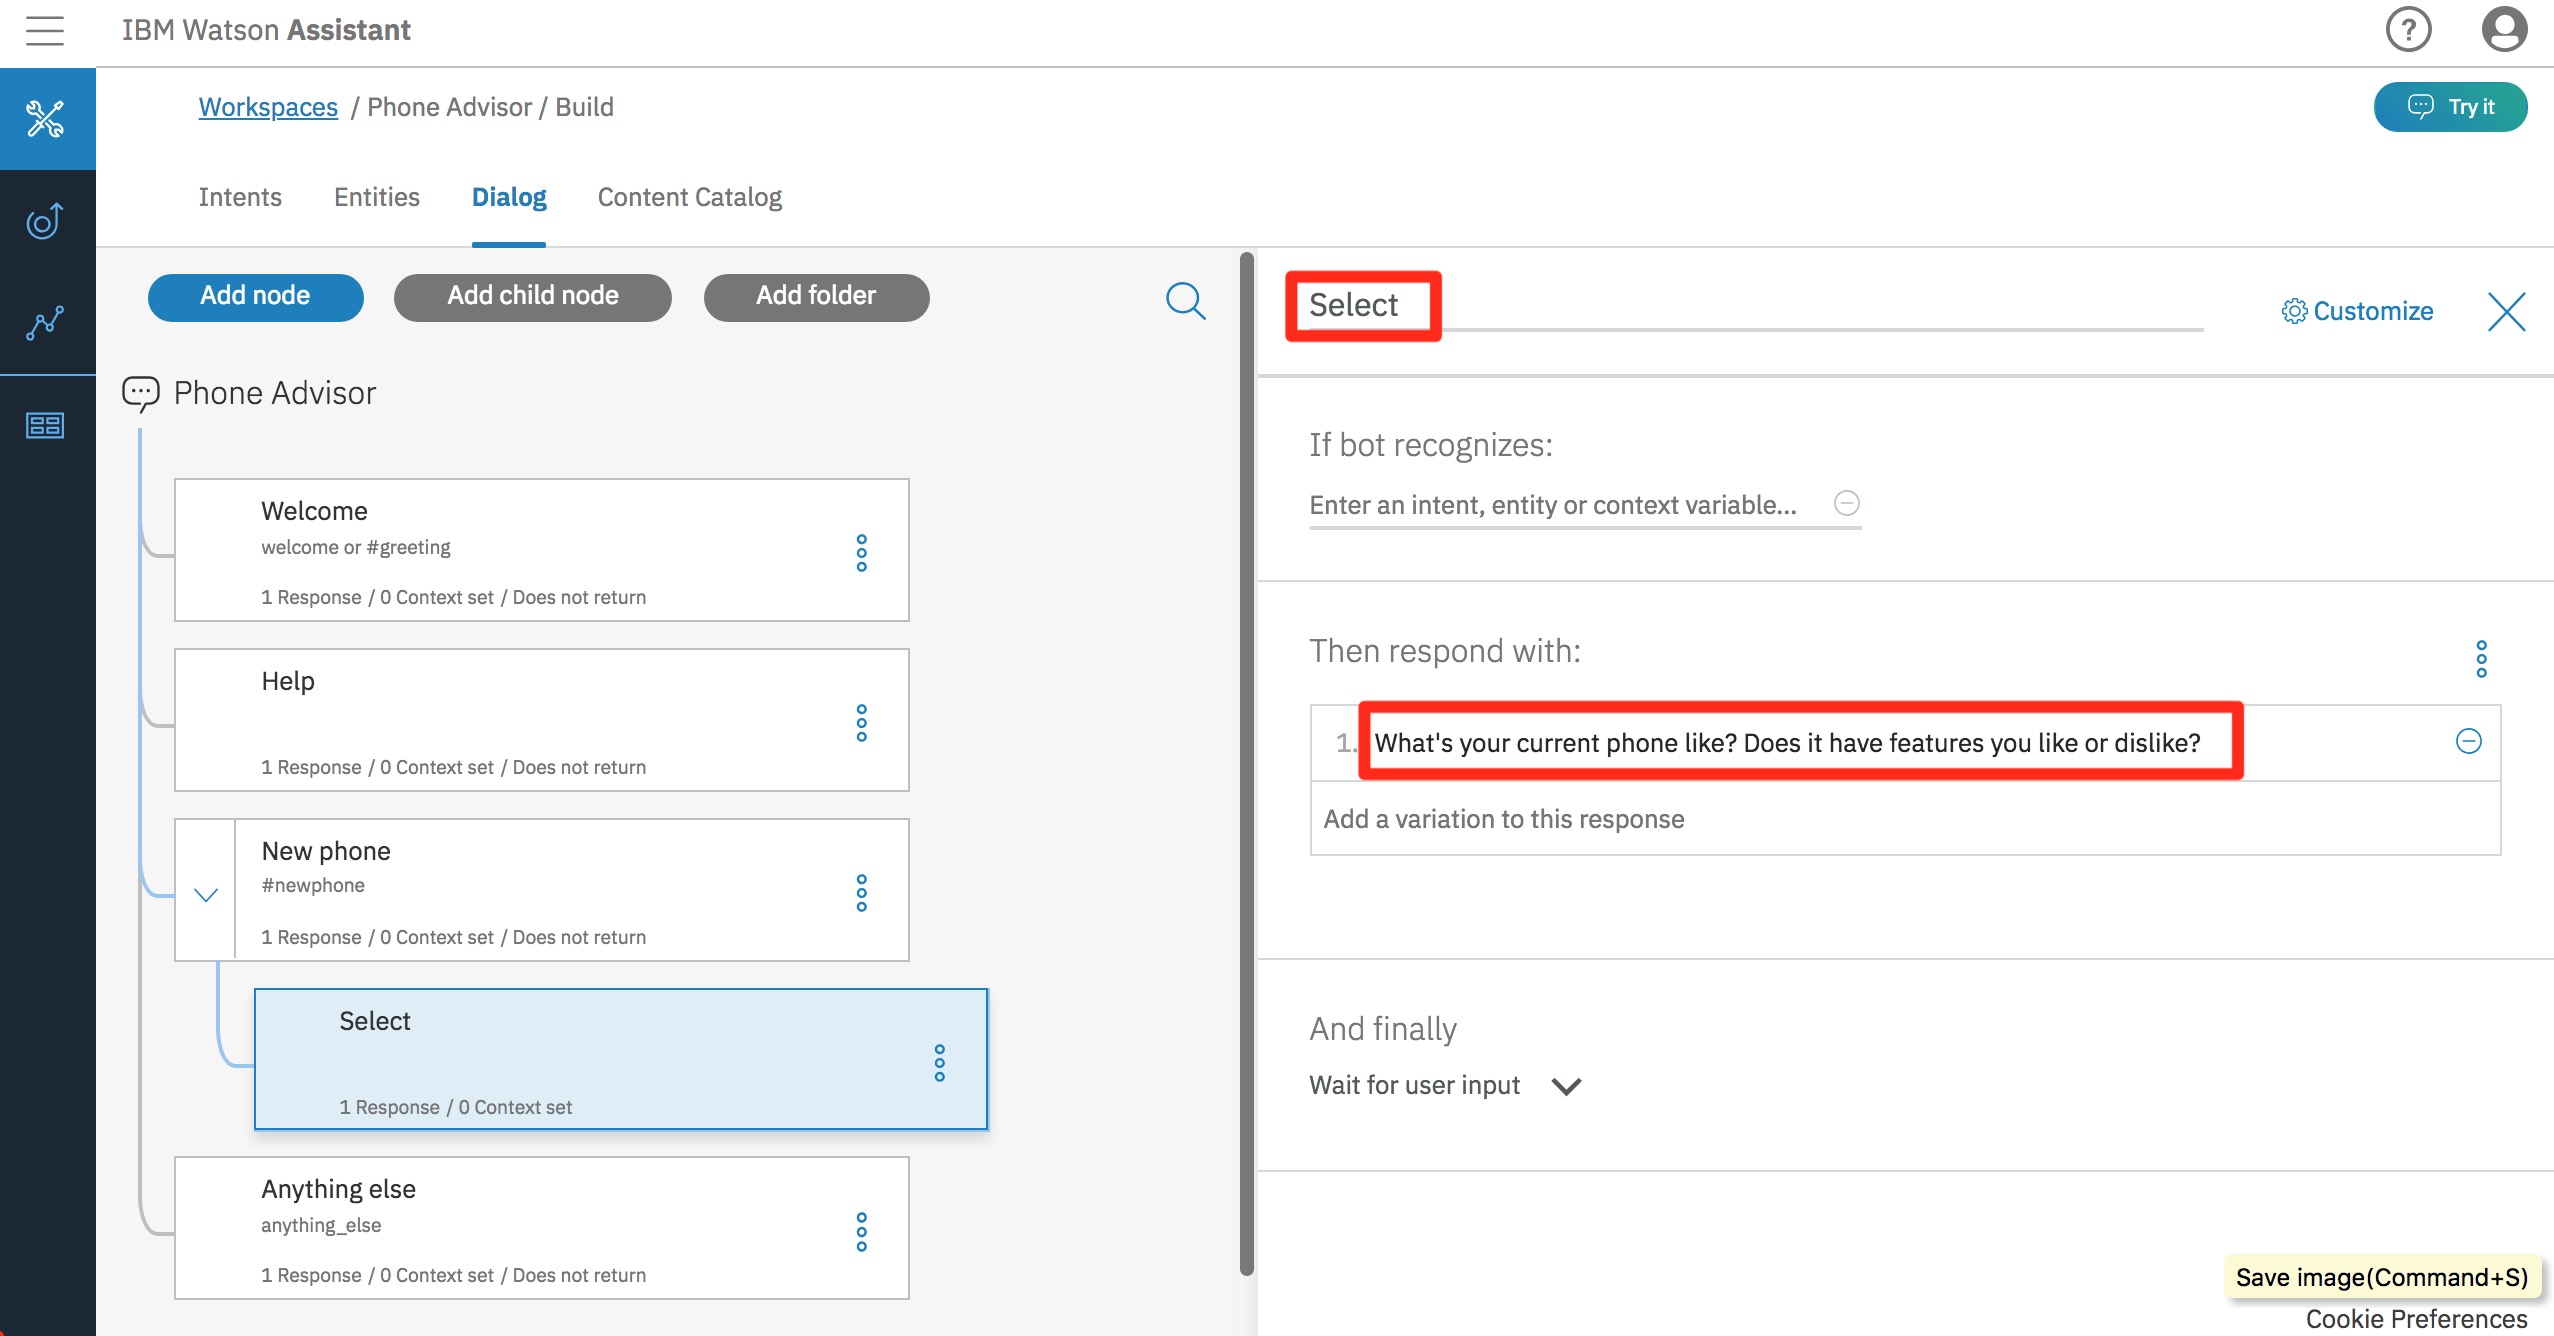 IBM Watson Assistant
Workspaces / Phone Advisor / Build
Try it
Intents Entities Dialog Content Catalog
Add node Add child node Add folder
Phone Advisor
Welcome
welcome or #greeting
1 Response / 0 Context set / Does not return
Help
1 Response / 0 Context set / Does not return
New phone
#newphone
1 Response / 0 Context set / Does not return
Select
1 Response / 0 Context set
Anything else
anything_else
1 Response / 0 Context set / Does not return
Select
Customize
If bot recognizes:
Enter an intent, entity or context variable...
Then respond with:
1. What's your current phone like? Does it have features you like or dislike?
Add a variation to this response
And finally
Wait for user input
Save image(Command+S)
Cookie Preferences